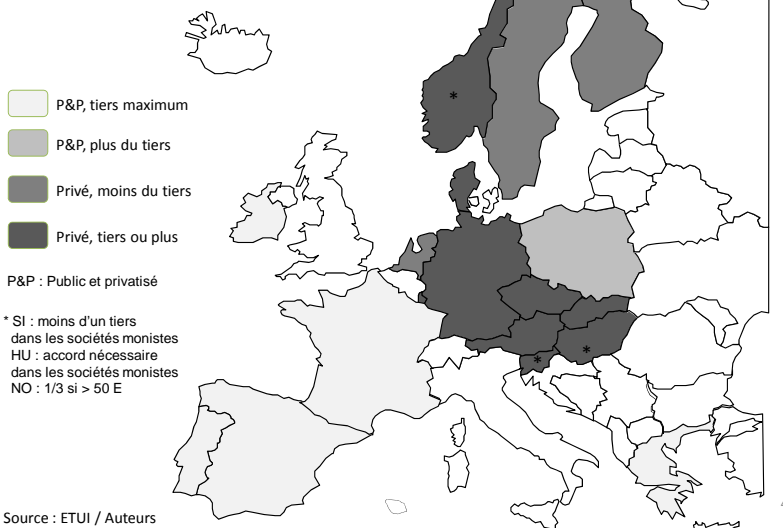 P&P, tiers maximum
P&P, plus du tiers
Privé, moins du tiers
Privé, tiers ou plus
P&P : Public et privatisé
* SI : moins d’un tiers
dans les sociétés monistes
HU : accord nécessaire
dans les sociétés monistes
NO : 1/3 si > 50 E
*
*
*
Source : ETUI / Auteurs